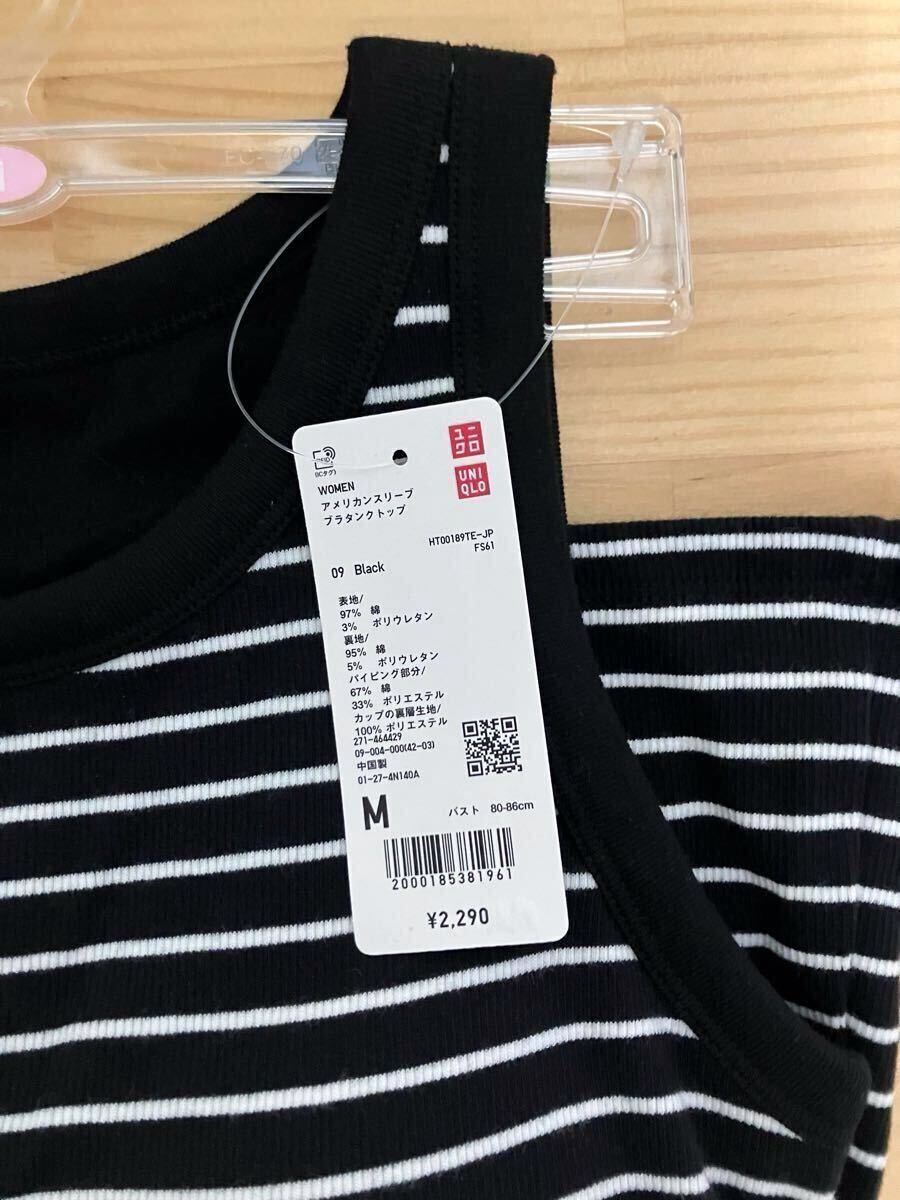 ユニ
クロ
UNI
QLO
(ICタグ)
WOMEN
アメリカンスリーブ
ブラタンクトップ
HT00189TE-JP
FS61
09 Black
表地/
97% 綿
3% ポリウレタン
裏地/
95% 綿
5% ポリウレタン
パイピング部分/
67% 綿
33% ポリエステル
カップの裏層生地/
100% ポリエステル
271-464429
09-004-000(42-03)
中国製
01-27-4N140A
M バスト 80-86cm
2000185381961
¥2,290